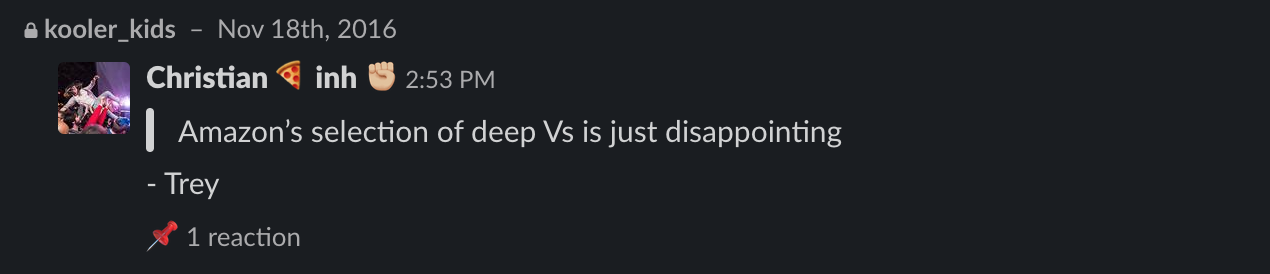 kooler_kids – Nov 18th, 2016
Christian 🍕 inh ✊🏼 2:53 PM
Amazon’s selection of deep Vs is just disappointing
- Trey
📌 1 reaction